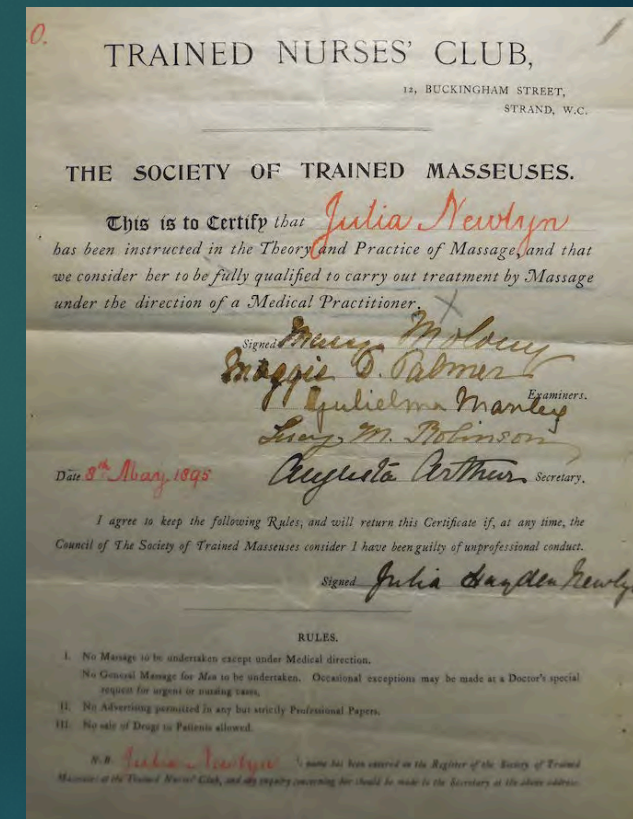 0.
TRAINED NURSES' CLUB,
12, BUCKINGHAM STREET,
STRAND, W.C.
THE SOCIETY OF TRAINED MASSEUSES.
This is to Certify that Julia Newlyn
has been instructed in the Theory and Practice of Massage, and that
we consider her to be fully qualified to carry out treatment by Massage
under the direction of a Medical Practitioner.
Signed Molony
Maggie D. Palmer
Examiners.
Gulielma Manley
Lucy M. Robinson
Date 8th May 1895 Augusta Arthur Secretary.
I agree to keep the following Rules, and will return this Certificate if, at any time, the
Council of The Society of Trained Masseuses consider I have been guilty of unprofessional conduct.
Signed Julia Hayden Newly
RULES.
I. No Massage to be undertaken except under Medical direction.
No General Massage for Men to be undertaken. Occasional exceptions may be made at a Doctor's special
request for urgent or nursing cases.
II. No Advertising permitted in any but strictly Professional Papers.
III. No sale of Drugs to Patients allowed.
N.B. Julia Newlyn 's name has been entered on the Register of the Society of Trained
Masseuses at the Trained Nurses' Club, and any enquiry concerning her should be made to the Secretary at the above address.